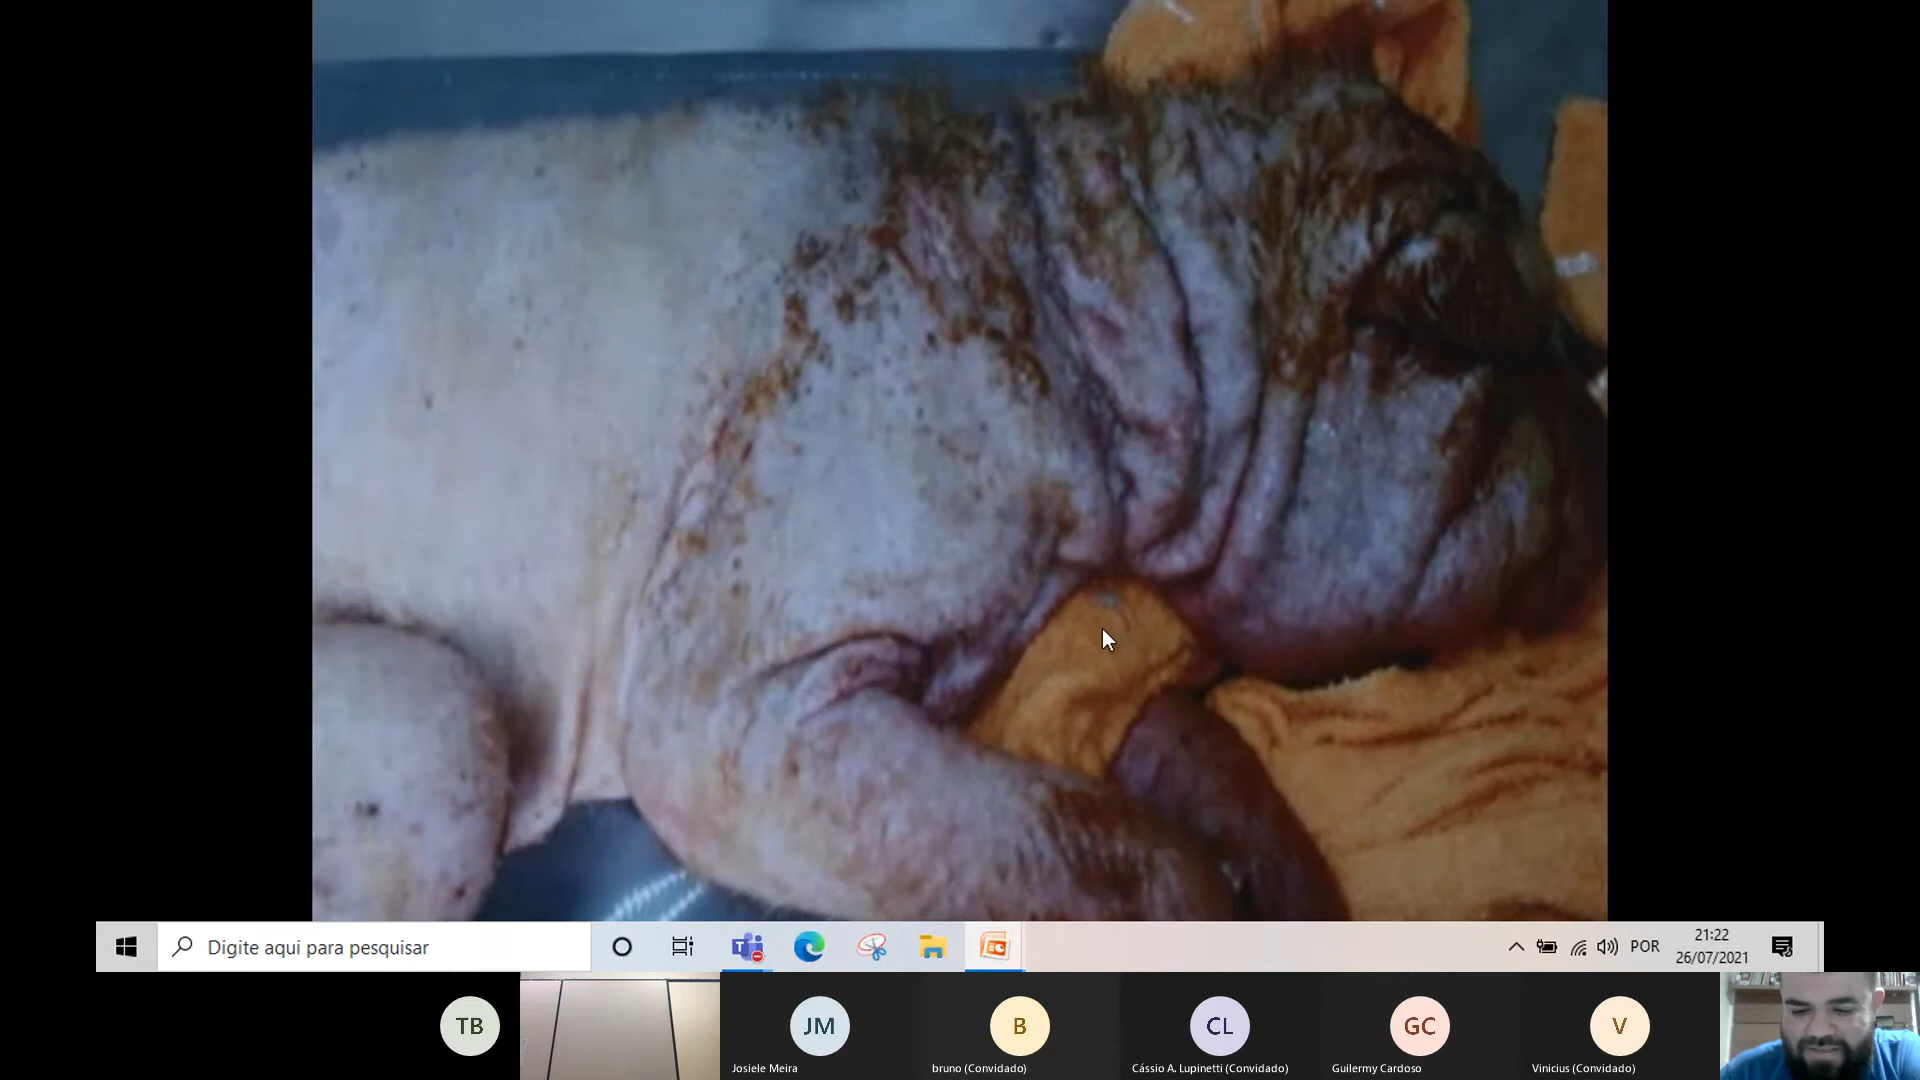 Digite aqui para pesquisar
POR
21:22
26/07/2021
TB
JM
B
CL
GC
V
Josiele Meira
bruno (Convidado)
Cássio A. Lupinetti (Convidado)
Guilermy Cardoso
Vinicius (Convidado)